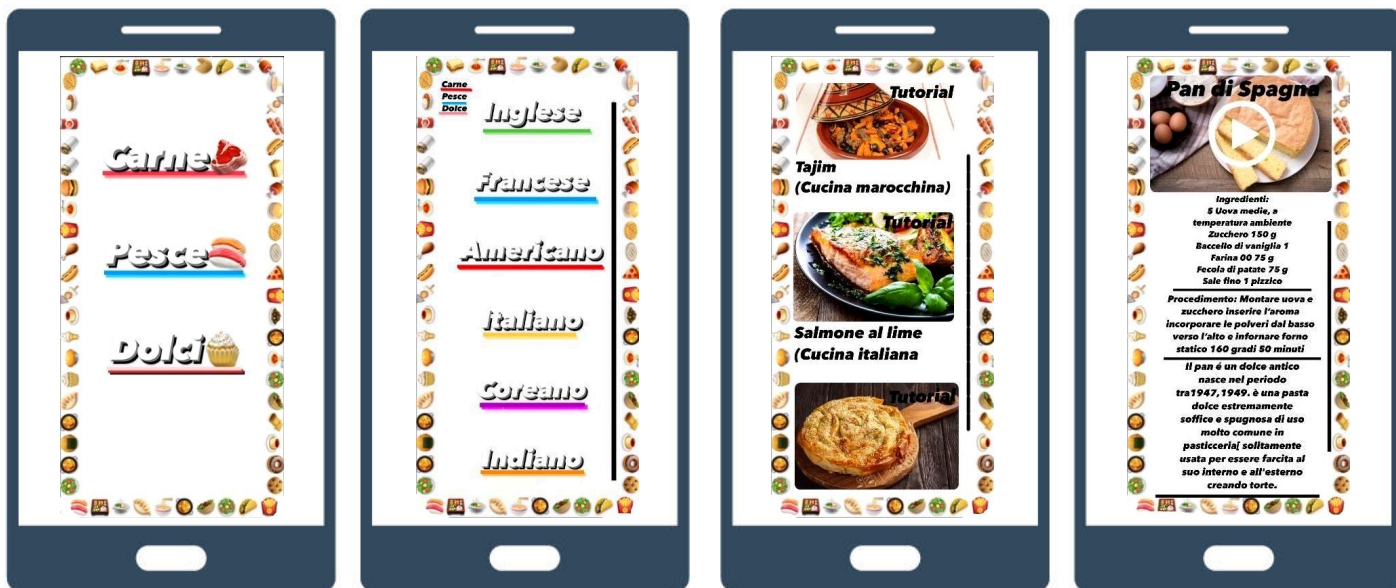 Carne
Pesce
Dolci
Carne
Pesce
Dolce
Inglese
Francese
Americano
Italiano
Coreano
Indiano
Tutorial
Tajim
(Cucina marocchina)
Tutorial
Salmone al lime
(Cucina italiana
Tutorial
Pan di Spagna
Ingredienti:
5 Uova medie, a
temperatura ambiente
Zucchero 150 g
Baccello di vaniglia 1
Farina 00 75 g
Fecola di patate 75 g
Sale fino 1 pizzico
Procedimento: Montare uova e
zucchero inserire l'aroma
incorporare le polveri dal basso
verso l'alto e infornare forno
statico 160 gradi 50 minuti
Il pan é un dolce antico
nasce nel periodo
tra1947,1949. è una pasta
dolce estremamente
soffice e spugnosa di uso
molto comune in
pasticceria[ solitamente
usata per essere farcita al
suo interno e all'esterno
creando torte.